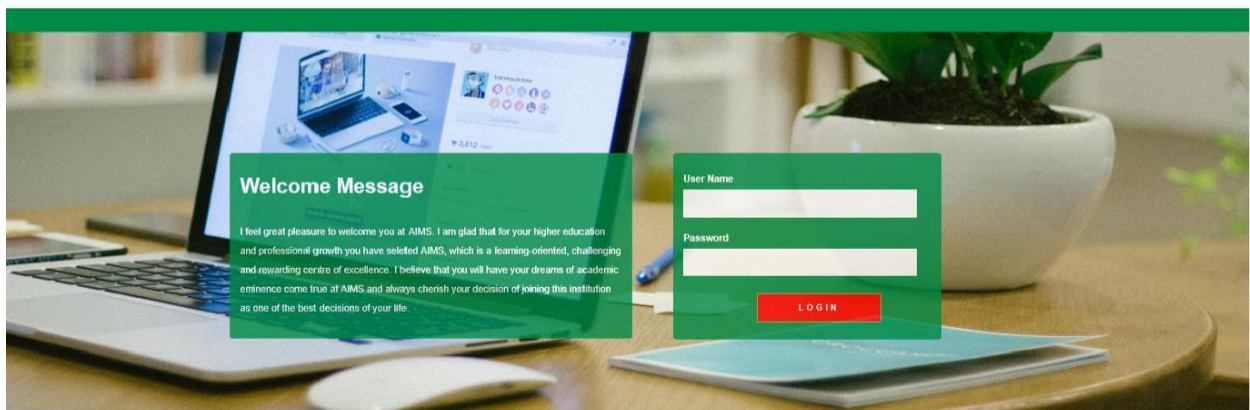 Welcome Message
I feel great pleasure to welcome you at AIMS. I am glad that for your higher education
and professional growth you have seleted AIMS, which is a learning-oriented, challenging
and rewarding centre of excellence. I believe that you will have your dreams of academic
eminence come true at AIMS and always cherish your decision of joining this institution
as one of the best decisions of your life.
User Name
Password
LOGIN
3,812